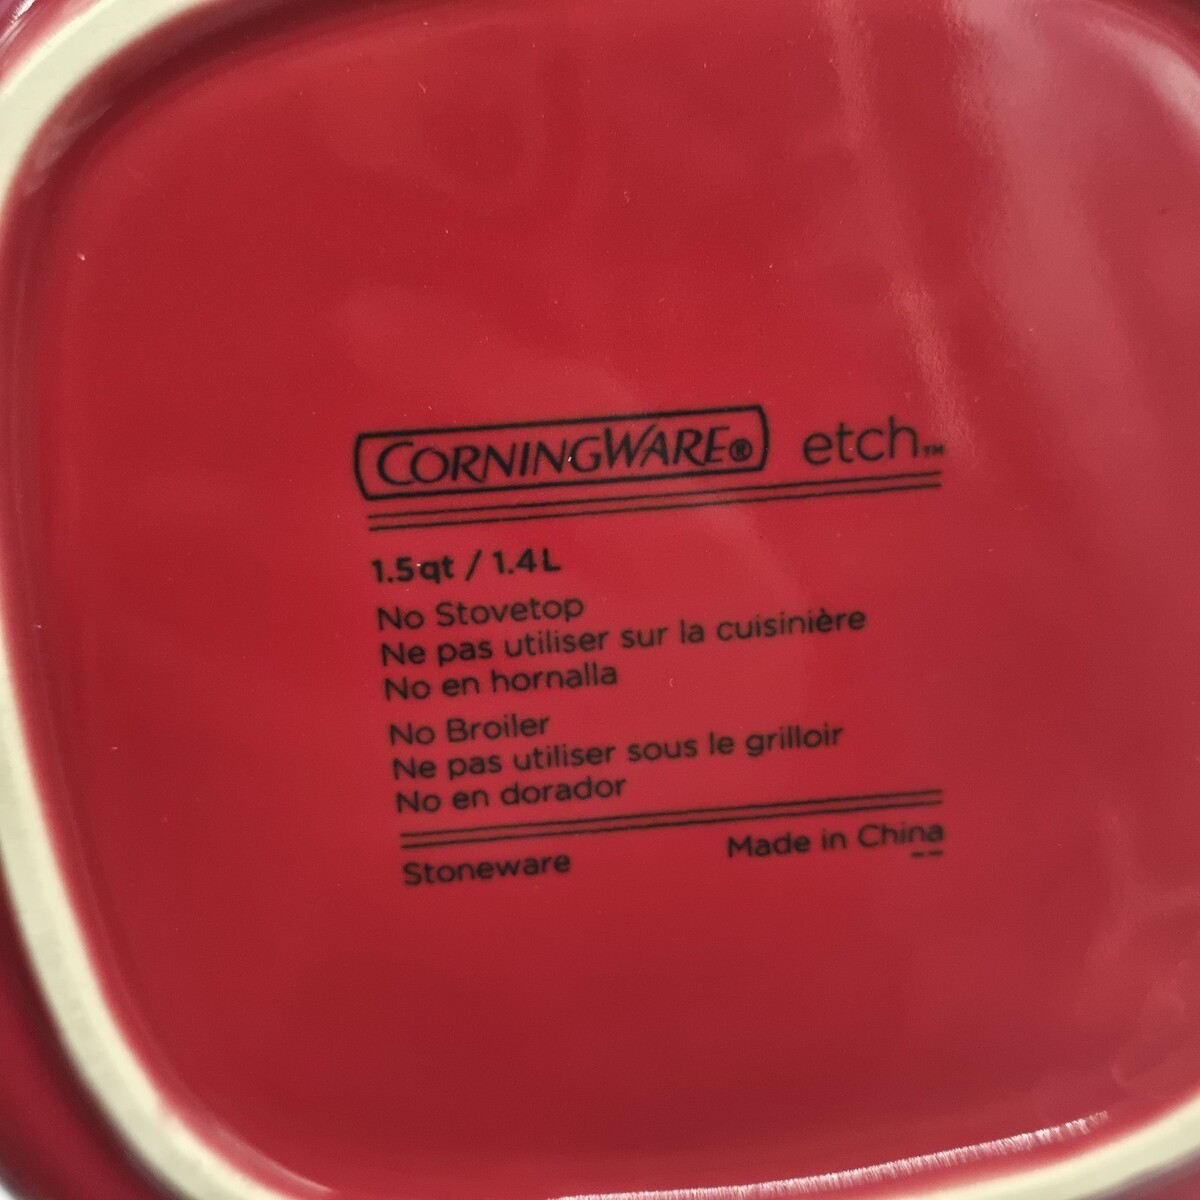 CORNINGWARE® etch™
1.5qt / 1.4 L
No Stovetop
Ne pas utiliser sur la cuisinière
No en hornalla
No Broiler
Ne pas utiliser sous le grilloir
No en dorador
Stoneware Made in China